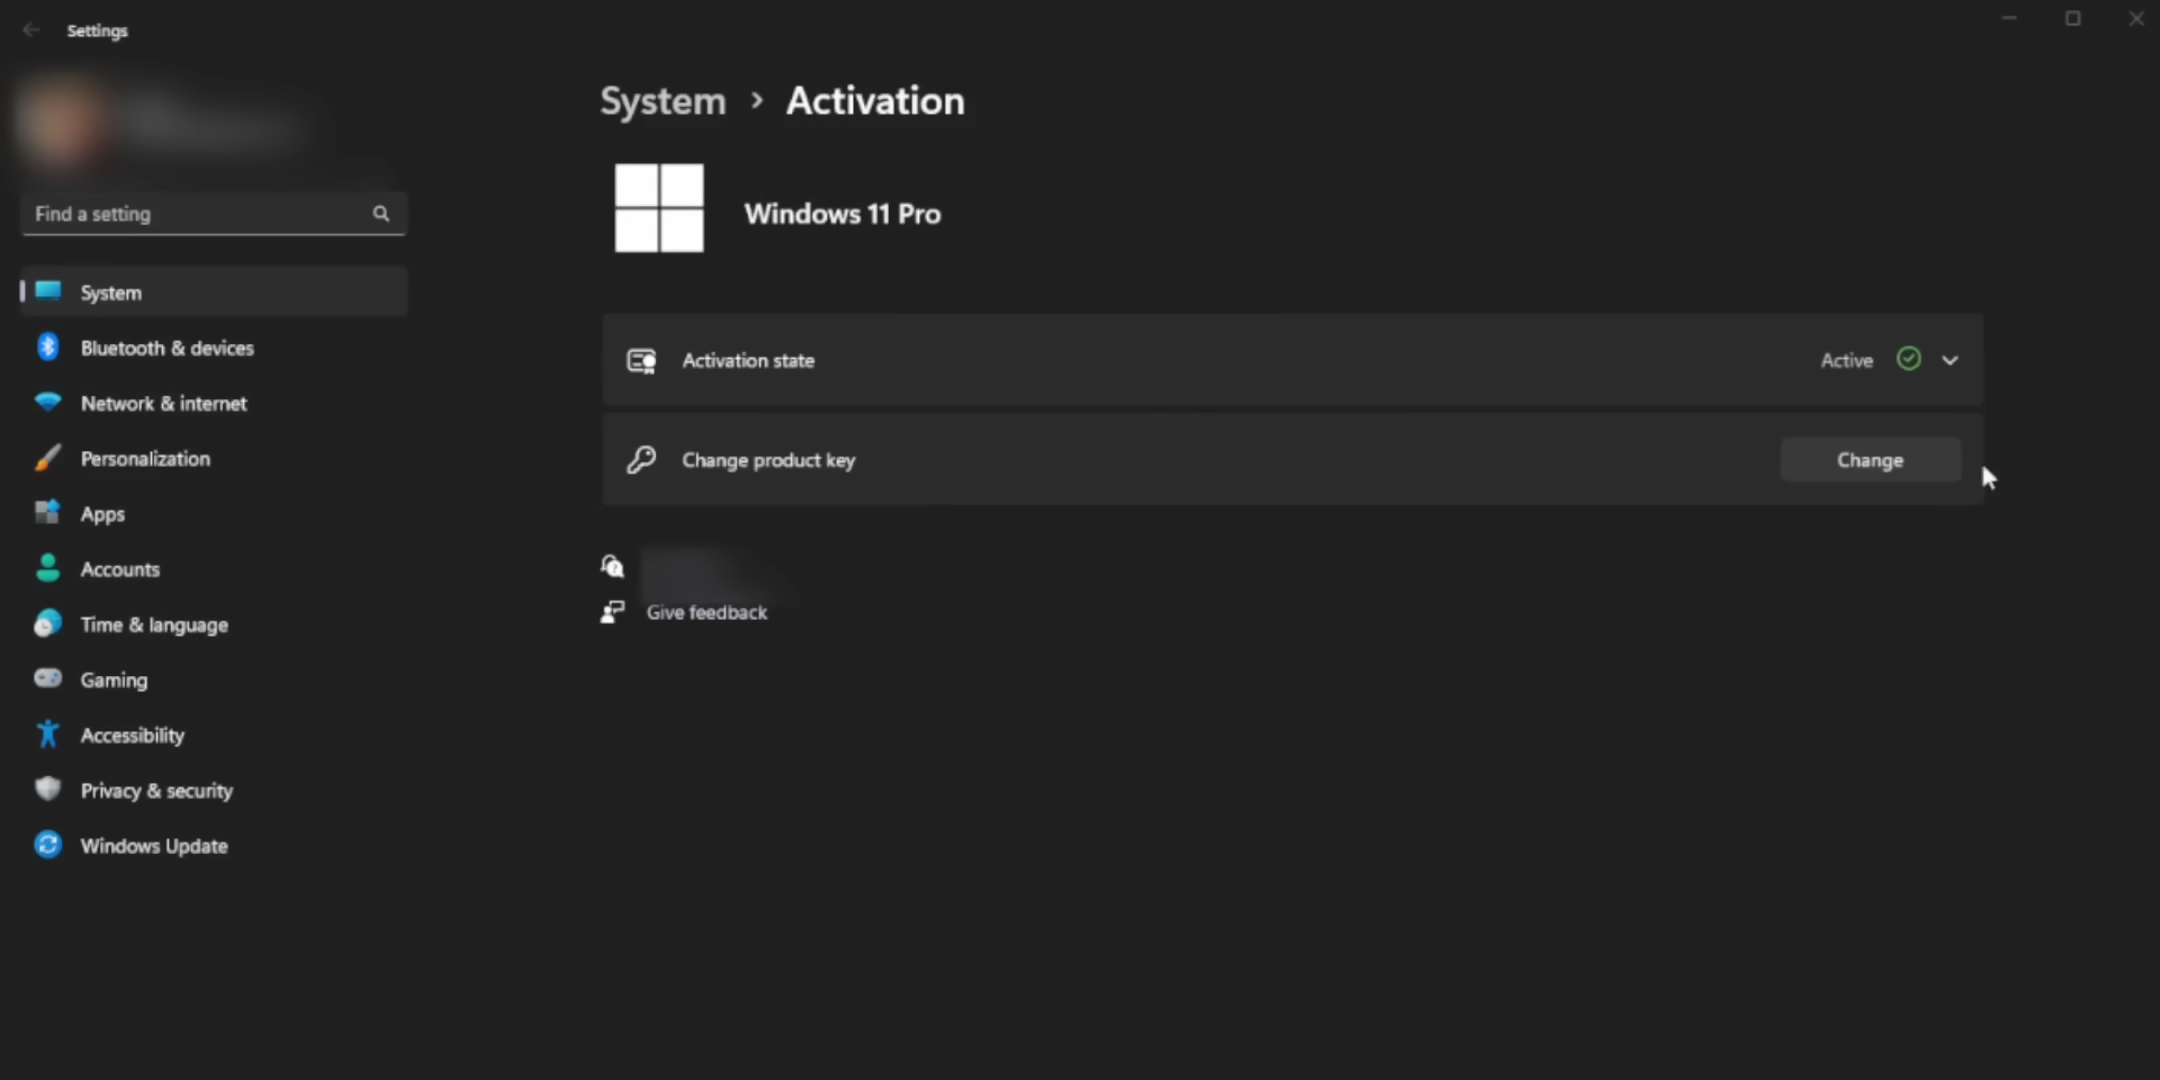 Settings
Find a setting
System
Bluetooth & devices
Network & internet
Personalization
Apps
Accounts
Time & language
Gaming
Accessibility
Privacy & security
Windows Update
System > Activation
Windows 11 Pro
Activation state
Active
Change product key
Change
Give feedback